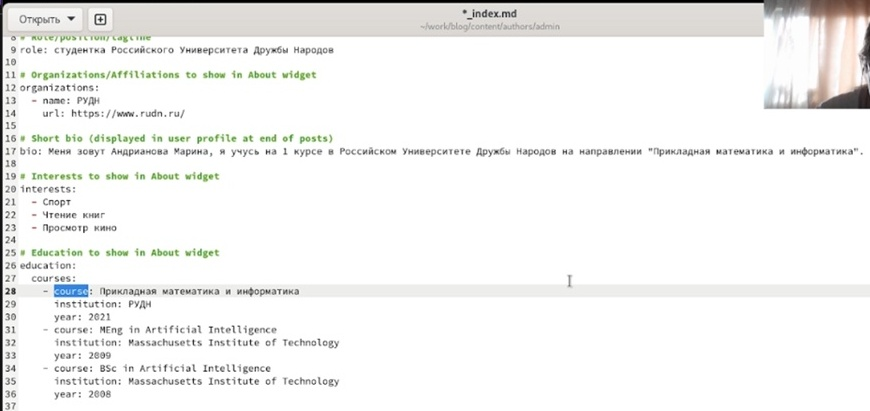 Открыть
*_index.md
~/work/blog/content/authors/admin
8 # Role/position/tagline
9 role: студентка Российского Университета Дружбы Народов
10
11 # Organizations/Affiliations to show in About widget
12 organizations:
13 - name: РУДН
14 url: https://www.rudn.ru/
15
16 # Short bio (displayed in user profile at end of posts)
17 bio: Меня зовут Андрианова Марина, я учусь на 1 курсе в Российском Университете Дружбы Народов на направлении "Прикладная математика и информатика".
18
19 # Interests to show in About widget
20 interests:
21 - Спорт
22 - Чтение книг
23 - Просмотр кино
24
25 # Education to show in About widget
26 education:
27 courses:
28 - course: Прикладная математика и информатика
29 institution: РУДН
30 year: 2021
31 - course: MEng in Artificial Intelligence
32 institution: Massachusetts Institute of Technology
33 year: 2009
34 - course: BSc in Artificial Intelligence
35 institution: Massachusetts Institute of Technology
36 year: 2008
37